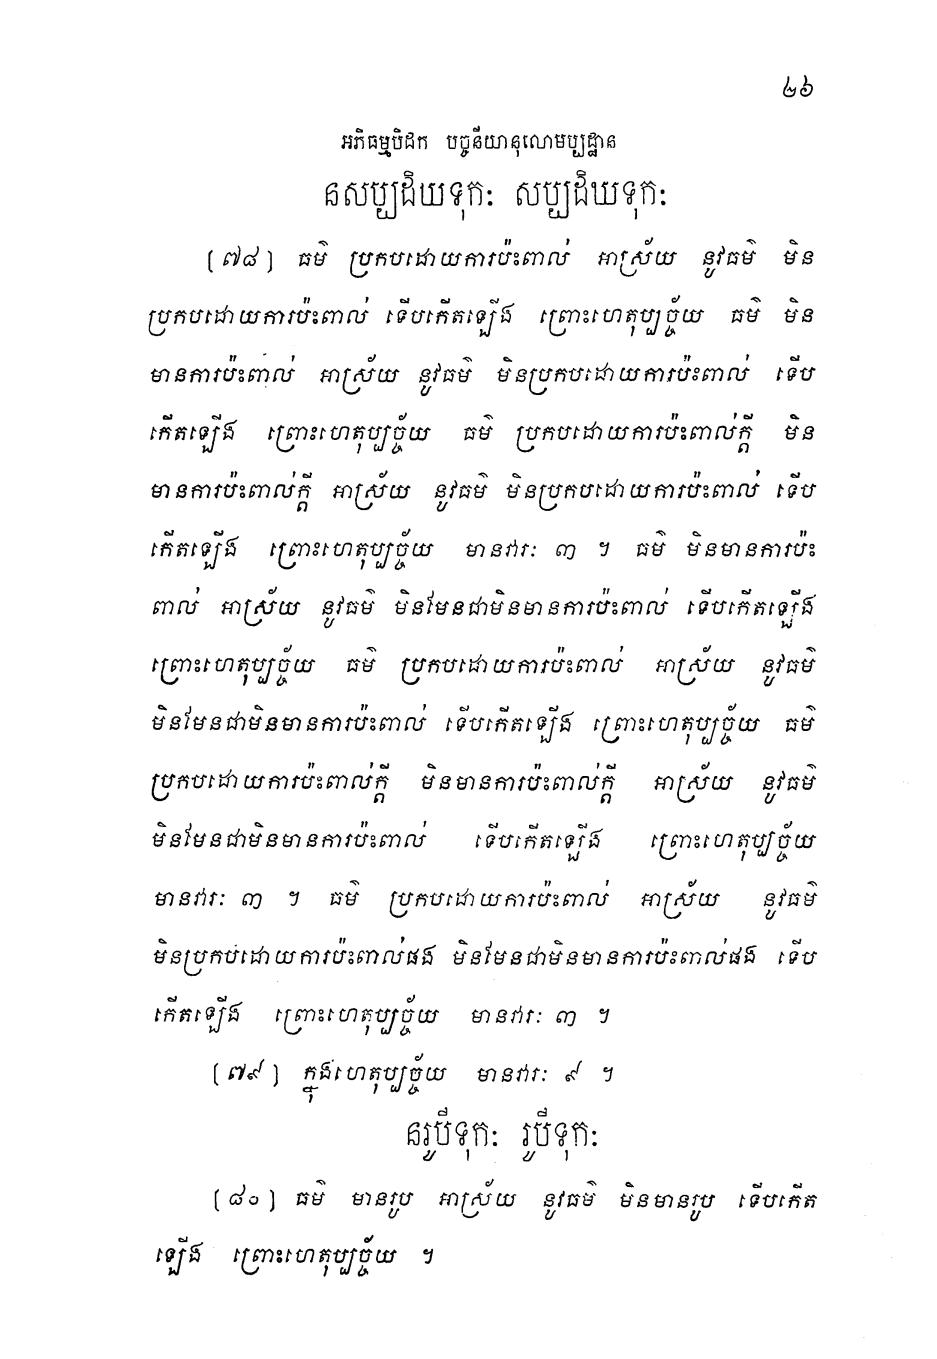 ២៦
អភិធម្មបិដក បច្ចនីយានុលោមប្បដ្ឋាន
នសប្បដិឃទុកៈ សប្បដិឃទុកៈ
[៧៨] ធម៌ ប្រកបដោយការប៉ះពាល់ អាស្រ័យ នូវធម៌ មិន
ប្រកបដោយការប៉ះពាល់ ទើបកើតឡើង ព្រោះហេតុប្បច្ច័យ ធម៌ មិន
មានការប៉ះពាល់ អាស្រ័យ នូវធម៌ មិនប្រកបដោយការប៉ះពាល់ ទើប
កើតឡើង ព្រោះហេតុប្បច្ច័យ ធម៌ ប្រកបដោយការប៉ះពាល់ក្តី មិន
មានការប៉ះពាល់ក្តី អាស្រ័យ នូវធម៌ មិនប្រកបដោយការប៉ះពាល់ ទើប
កើតឡើង ព្រោះហេតុប្បច្ច័យ មានវារៈ ៣ ។ ធម៌ មិនមានការប៉ះ
ពាល់ អាស្រ័យ នូវធម៌ មិនមែនជាមិនមានការប៉ះពាល់ ទើបកើតឡើង
ព្រោះហេតុប្បច្ច័យ ធម៌ ប្រកបដោយការប៉ះពាល់ អាស្រ័យ នូវធម៌
មិនមែនជាមិនមានការប៉ះពាល់ ទើបកើតឡើង ព្រោះហេតុប្បច្ច័យ ធម៌
ប្រកបដោយការប៉ះពាល់ក្តី មិនមានការប៉ះពាល់ក្តី អាស្រ័យ នូវធម៌
មិនមែនជាមិនមានការប៉ះពាល់ ទើបកើតឡើង ព្រោះហេតុប្បច្ច័យ
មានវារៈ ៣ ។ ធម៌ ប្រកបដោយការប៉ះពាល់ អាស្រ័យ នូវធម៌
មិនប្រកបដោយការប៉ះពាល់ផង មិនមែនជាមិនមានការប៉ះពាល់ផង ទើប
កើតឡើង ព្រោះហេតុប្បច្ច័យ មានវារៈ ៣ ។
[៧៩] ក្នុងហេតុប្បច្ច័យ មានវារៈ ៩ ។
នរូបីទុកៈ រូបីទុកៈ
[៨០] ធម៌ មានរូប អាស្រ័យ នូវធម៌ មិនមានរូប ទើបកើត
ឡើង ព្រោះហេតុប្បច្ច័យ ។